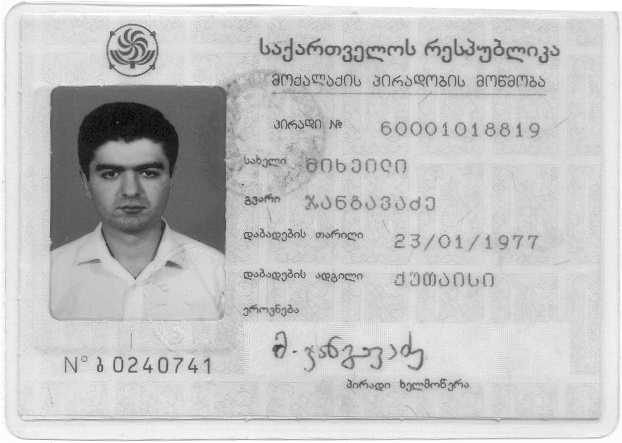 საქართველოს რესპუბლიკა
მოქალაქის პირადობის მოწმობა
პირადი № 60001018819
სახელი მიხეილი
გვარი ჯანგავაძე
დაბადების თარიღი 23/01/1977
დაბადების ადგილი ქუთაისი
ეროვნება
მ. ჯანგავაძე
პირადი ხელმოწერა
N° ბ 0240741